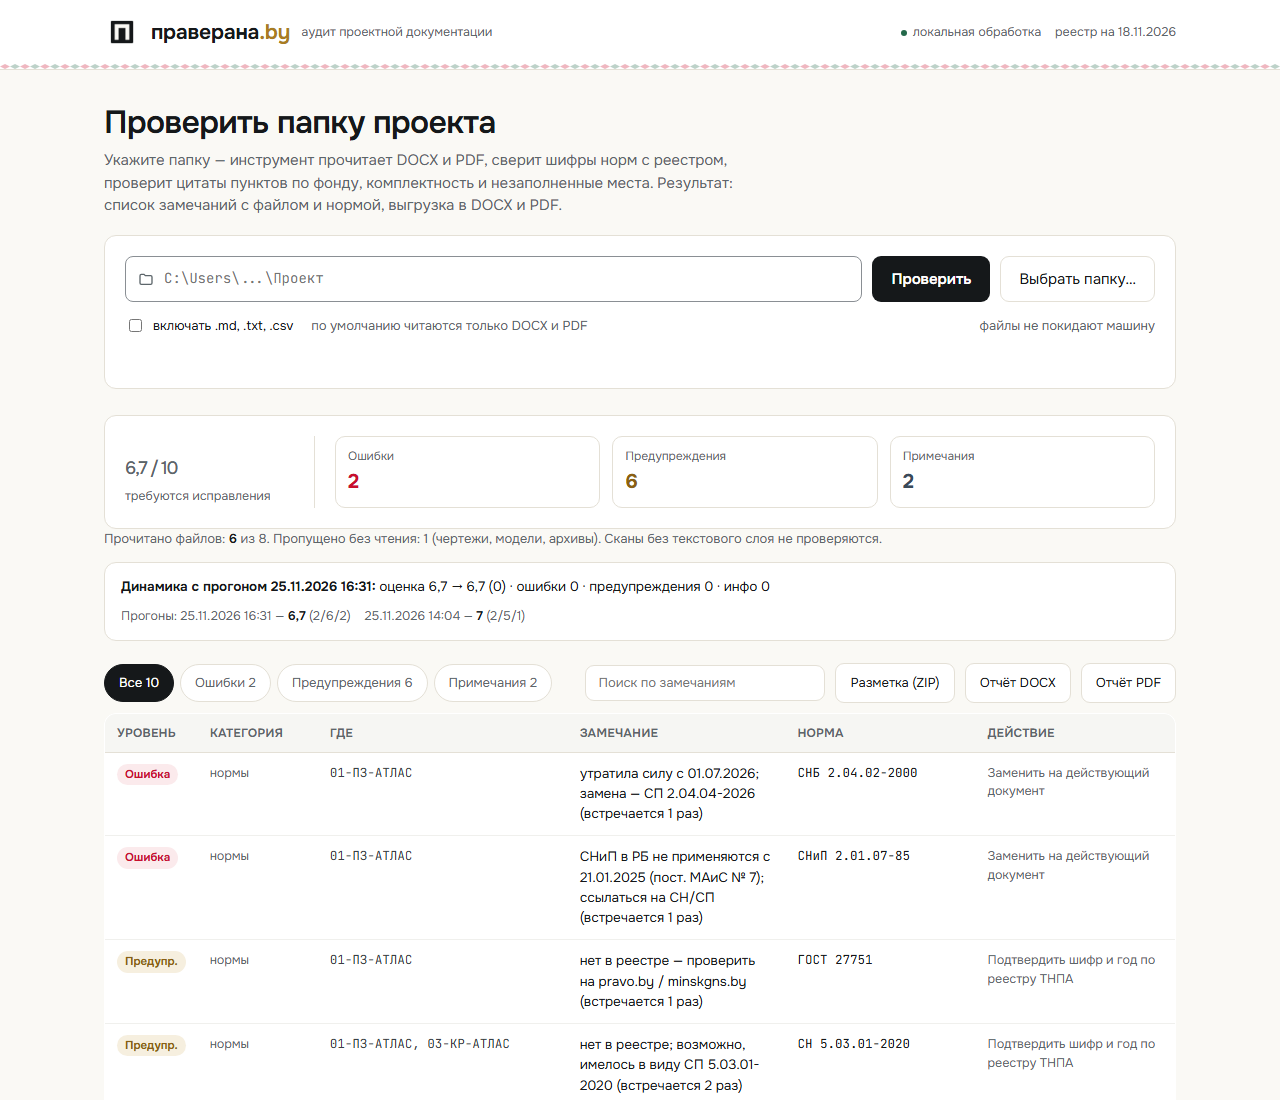 праверана.by аудит проектной документации локальная обработка реестр на 18.11.2026
Проверить папку проекта
Укажите папку — инструмент прочитает DOCX и PDF, сверит шифры норм с реестром,
проверит цитаты пунктов по фонду, комплектность и незаполненные места. Результат:
список замечаний с файлом и нормой, выгрузка в DOCX и PDF.
C:\Users\...\Проект Проверить Выбрать папку...
включать .md, .txt, .csv по умолчанию читаются только DOCX и PDF файлы не покидают машину
Ошибки Предупреждения Примечания
6,7 / 10 2 6 2
требуются исправления
Прочитано файлов: 6 из 8. Пропущено без чтения: 1 (чертежи, модели, архивы). Сканы без текстового слоя не проверяются.
Динамика с прогоном 25.11.2026 16:31: оценка 6,7 → 6,7 (0) · ошибки 0 · предупреждения 0 · инфо 0
Прогоны: 25.11.2026 16:31 — 6,7 (2/6/2) 25.11.2026 14:04 — 7 (2/5/1)
Все 10 Ошибки 2 Предупреждения 6 Примечания 2 Поиск по замечаниям Разметка (ZIP) Отчёт DOCX Отчёт PDF
УРОВЕНЬ КАТЕГОРИЯ ГДЕ ЗАМЕЧАНИЕ НОРМА ДЕЙСТВИЕ
Ошибка нормы 01-ПЗ-АТЛАС утратила силу с 01.07.2026; СНБ 2.04.02-2000 Заменить на действующий
замена — СП 2.04.04-2026 документ
(встречается 1 раз)
Ошибка нормы 01-ПЗ-АТЛАС СНиП в РБ не применяются с СНиП 2.01.07-85 Заменить на действующий
21.01.2025 (пост. МАиС № 7); документ
ссылаться на СН/СП
(встречается 1 раз)
Предупр. нормы 01-ПЗ-АТЛАС нет в реестре — проверить ГОСТ 27751 Подтвердить шифр и год по
на pravo.by / minskgns.by реестру ТНПА
(встречается 1 раз)
Предупр. нормы 01-ПЗ-АТЛАС, 03-КР-АТЛАС нет в реестре; возможно, СН 5.03.01-2020 Подтвердить шифр и год по
имелось в виду СП 5.03.01- реестру ТНПА
2020 (встречается 2 раз)